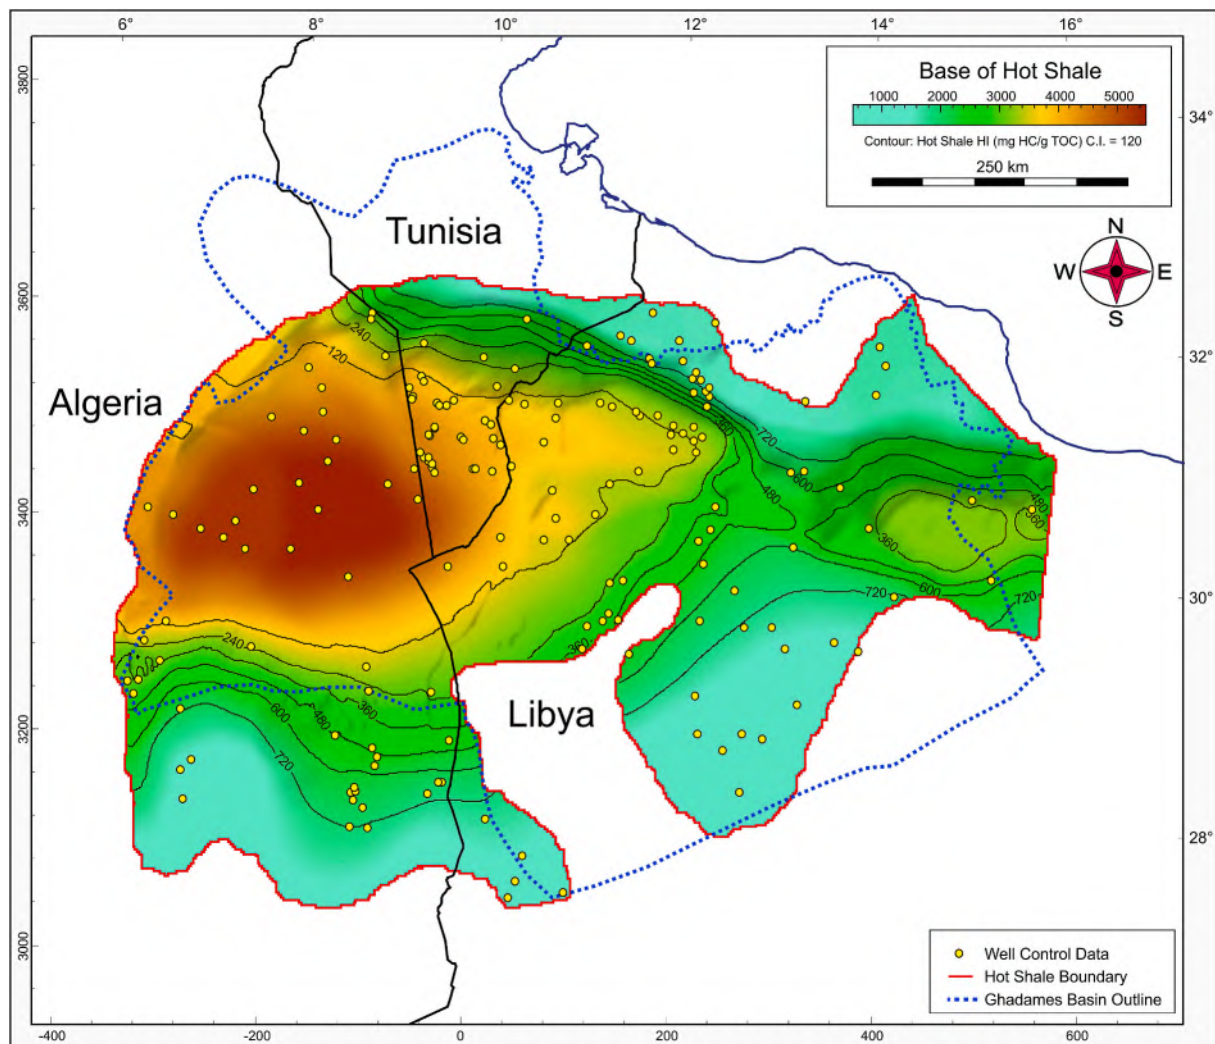 6° 8° 10° 12° 14° 16°
3800
3600
3400
3200
3000
34°
32°
30°
28°
Base of Hot Shale
1000 2000 3000 4000 5000
Contour: Hot Shale HI (mg HC/g TOC) C.I. = 120
250 km
N
W E
S
Tunisia
Algeria
Libya
240
120
360
720
600
480
480
360
360
600
720
720
360
240
360
480
600
720
Well Control Data
Hot Shale Boundary
Ghadames Basin Outline
-400 -200 0 200 400 600